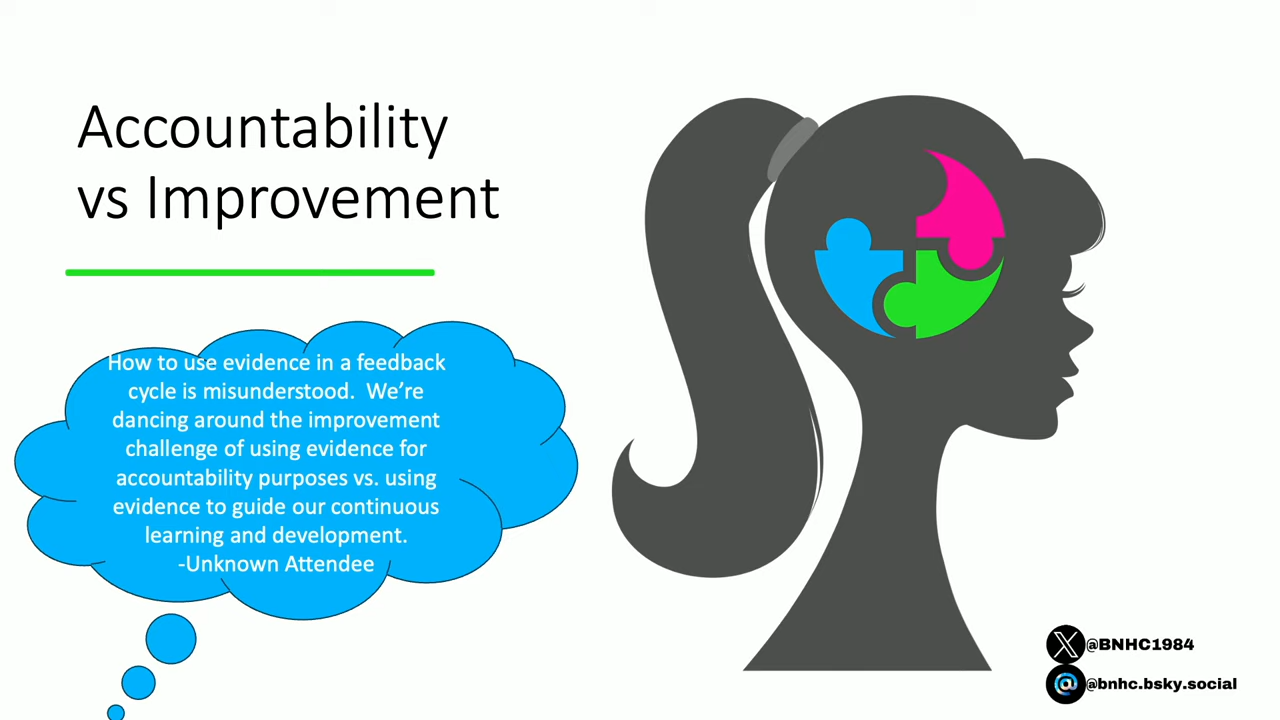 Accountability
vs Improvement
How to use evidence in a feedback
cycle is misunderstood.  We’re
dancing around the improvement
challenge of using evidence for
accountability purposes vs. using
evidence to guide our continuous
learning and development.
-Unknown Attendee
@BNHC1984
@bnhc.bsky.social